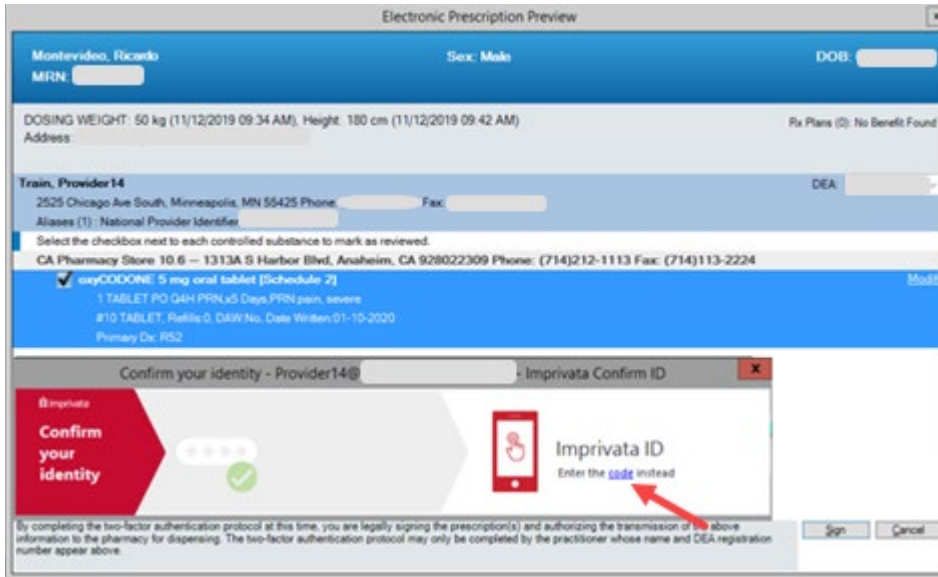 Electronic Prescription Preview
Montevideo, Ricardo Sex: Male DOB:
MRN:
DOSING WEIGHT: 50 kg (11/12/2019 09:34 AM), Height: 180 cm (11/12/2019 09:42 AM) Rx Plans (0): No Benefit Found
Address:
Train, Provider14 DEA:
2525 Chicago Ave South, Minneapolis, MN 55425 Phone: Fax:
Aliases (1) : National Provider Identifier
Select the checkbox next to each controlled substance to mark as reviewed.
CA Pharmacy Store 10.6 -- 1313A S Harbor Blvd, Anaheim, CA 928022309 Phone: (714)212-1113 Fax: (714)113-2224
oxyCODONE 5 mg oral tablet [Schedule 2]
1 TABLET PO Q4H PRN,x5 Days,PRN:pain, severe
#10 TABLET, Refills:0, DAW:No, Date Written:01-10-2020
Primary Dx: R52
Confirm your identity - Provider14@ - Imprivata Confirm ID
imprivata
Confirm
your
identity
Imprivata ID
Enter the code instead
By completing the two-factor authentication protocol at this time, you are legally signing the prescription(s) and authorizing the transmission of the above
information to the pharmacy for dispensing. The two-factor authentication protocol may only be completed by the practitioner whose name and DEA registration
number appear above.
Sign Cancel